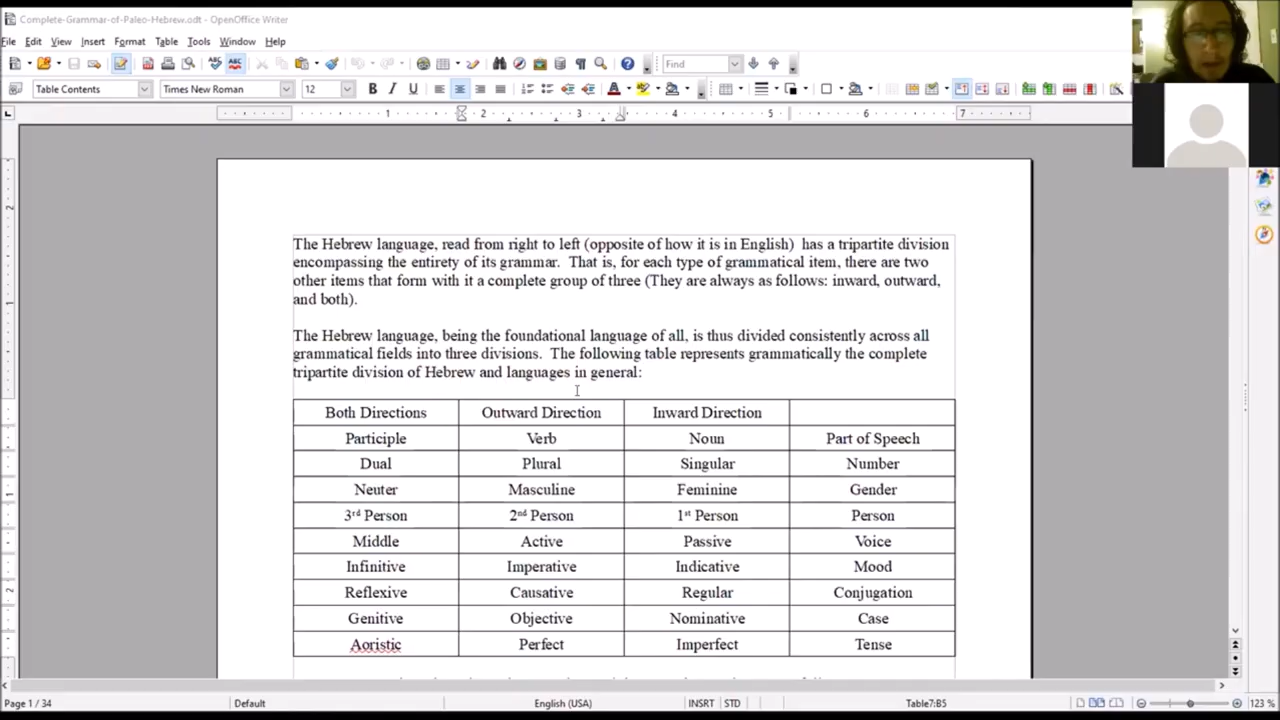 Complete-Grammar-of-Paleo-Hebrew.odt - OpenOffice Writer
File Edit View Insert Format Table Tools Window Help
Find
Table Contents Times New Roman 12 B I U A
1 2 3 4 5 6 7
The Hebrew language, read from right to left (opposite of how it is in English) has a tripartite division
encompassing the entirety of its grammar. That is, for each type of grammatical item, there are two
other items that form with it a complete group of three (They are always as follows: inward, outward,
and both).
The Hebrew language, being the foundational language of all, is thus divided consistently across all
grammatical fields into three divisions. The following table represents grammatically the complete
tripartite division of Hebrew and languages in general:
Both Directions Outward Direction Inward Direction
Participle Verb Noun Part of Speech
Dual Plural Singular Number
Neuter Masculine Feminine Gender
3rd Person 2nd Person 1st Person Person
Middle Active Passive Voice
Infinitive Imperative Indicative Mood
Reflexive Causative Regular Conjugation
Genitive Objective Nominative Case
Aoristic Perfect Imperfect Tense
Page 1 / 34 Default English (USA) INSRT STD Table7:B5 123 %